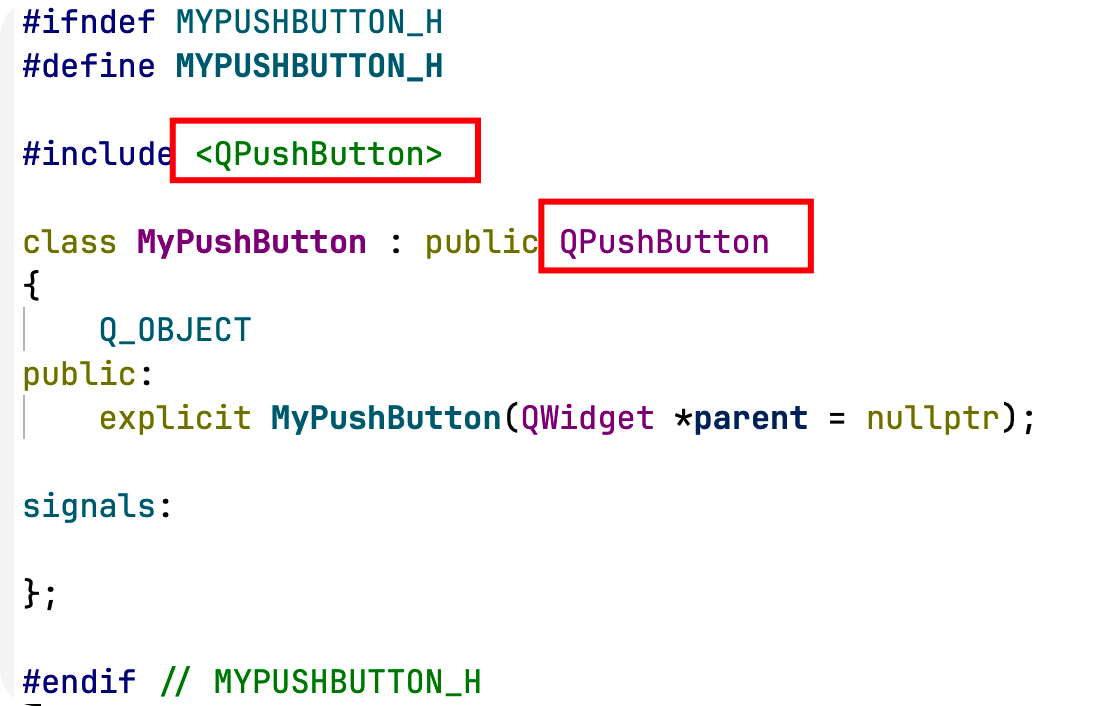 #ifndef MYPUSHBUTTON_H
#define MYPUSHBUTTON_H
#include <QPushButton>
class MyPushButton : public QPushButton
{
Q_OBJECT
public:
explicit MyPushButton(QWidget *parent = nullptr);
signals:
};
#endif // MYPUSHBUTTON_H